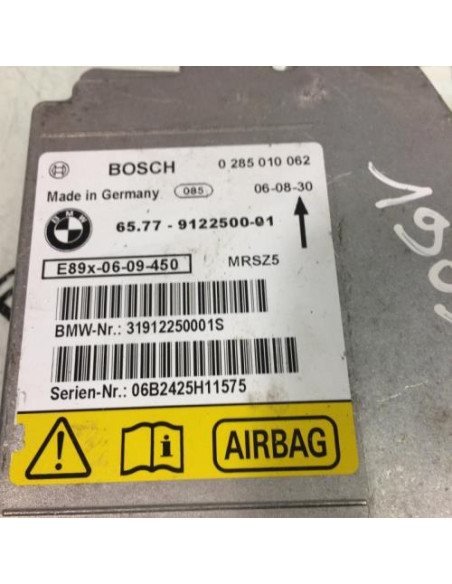 BOSCH 0 285 010 062
Made in Germany 085 06-08-30
BMW 65.77 - 9122500-01
E89x-06-09-450 MRSZ5
BMW-Nr.: 31912250001S
Serien-Nr.: 06B2425H11575
AIRBAG